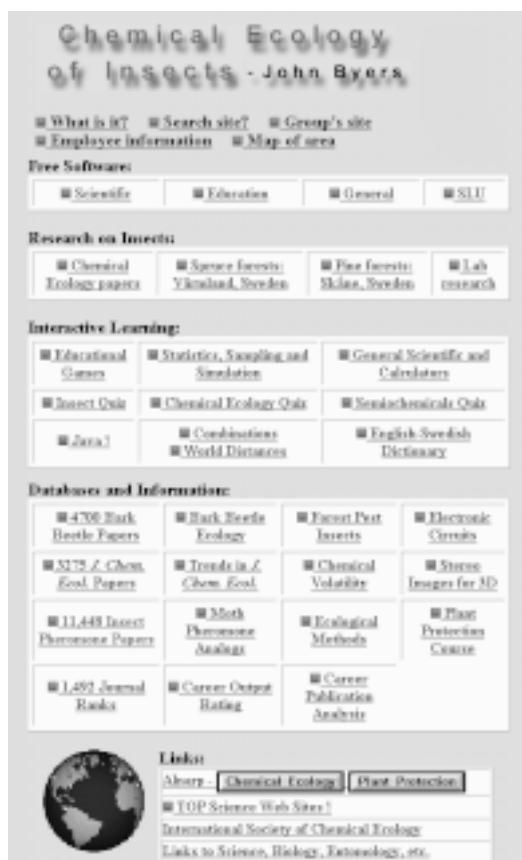 Chemical Ecology
of Insects - John Byers
What is it? Search site? Group's site
Employee information Map of area
Free Software:
Scientific Education General SLU
Research on Insects:
Chemical Ecology papers
Spruce forests: Värmland, Sweden
Pine forests: Skåne, Sweden
Lab research
Interactive Learning:
Educational Games
Statistics, Sampling and Simulation
General Scientific and Calculators
Insect Quiz Chemical Ecology Quiz Semiochemicals Quiz
Java !
Combinations
World Distances
English-Swedish Dictionary
Databases and Information:
4700 Bark Beetle Papers
Bark Beetle Ecology
Forest Pest Insects
Electronic Circuits
3275 J. Chem. Ecol. Papers
Trends in J. Chem. Ecol.
Chemical Volatility
Stereo Images for 3D
11,448 Insect Pheromone Papers
Moth Pheromone Analogs
Ecological Methods
Plant Protection Course
1,492 Journal Ranks
Career Output Rating
Career Publication Analysis
Links:
Alnarp - Chemical Ecology Plant Protection
TOP Science Web Sites !
International Society of Chemical Ecology
Links to Science, Biology, Entomology, etc.